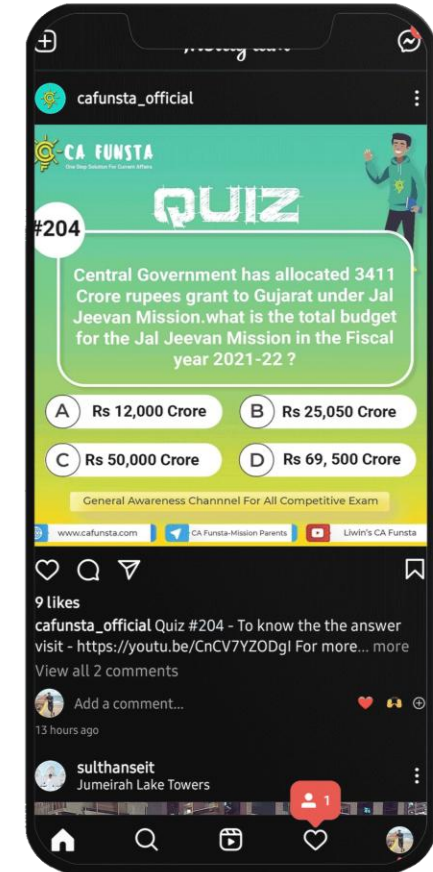 cafunsta_official
CA FUNSTA
One Stop Solution For Current Affairs
QUIZ
#204
Central Government has allocated 3411
Crore rupees grant to Gujarat under Jal
Jeevan Mission.what is the total budget
for the Jal Jeevan Mission in the Fiscal
year 2021-22 ?
A Rs 12,000 Crore
B Rs 25,050 Crore
C Rs 50,000 Crore
D Rs 69, 500 Crore
General Awareness Channnel For All Competitive Exam
www.cafunsta.com CA Funsta-Mission Parents Liwin's CA Funsta
9 likes
cafunsta_official Quiz #204 - To know the the answer
visit - https://youtu.be/CnCV7YZODgI For more... more
View all 2 comments
Add a comment...
13 hours ago
sulthanseit
Jumeirah Lake Towers
1